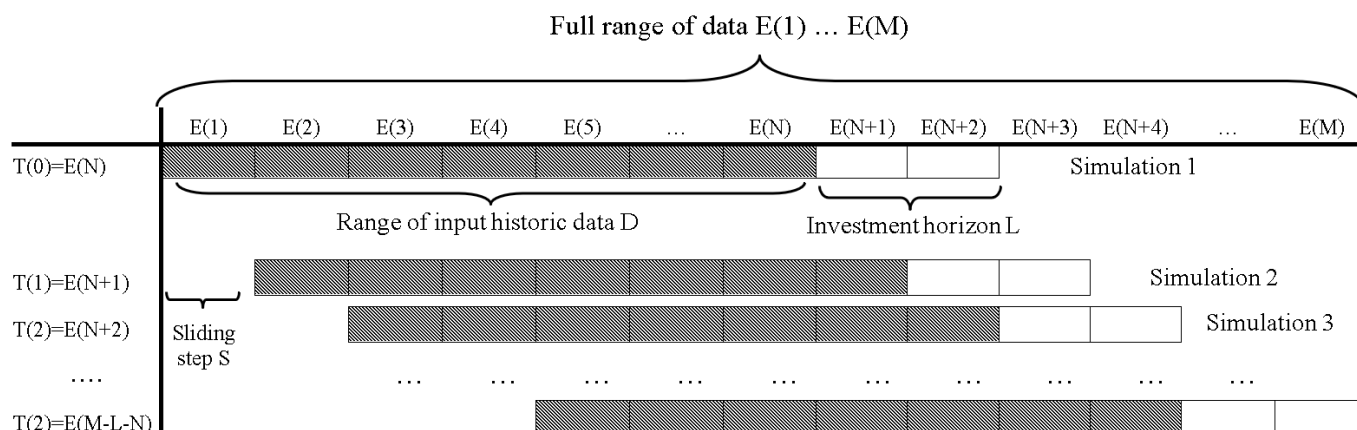 Full range of data E(1) … E(M)
E(1) E(2) E(3) E(4) E(5) … E(N) E(N+1) E(N+2) E(N+3) E(N+4) … E(M)
T(0)=E(N) Simulation 1
Range of input historic data D Investment horizon L
T(1)=E(N+1) Simulation 2
T(2)=E(N+2) Sliding step S Simulation 3
…. … … … … … … … … … …
T(2)=E(M-L-N)